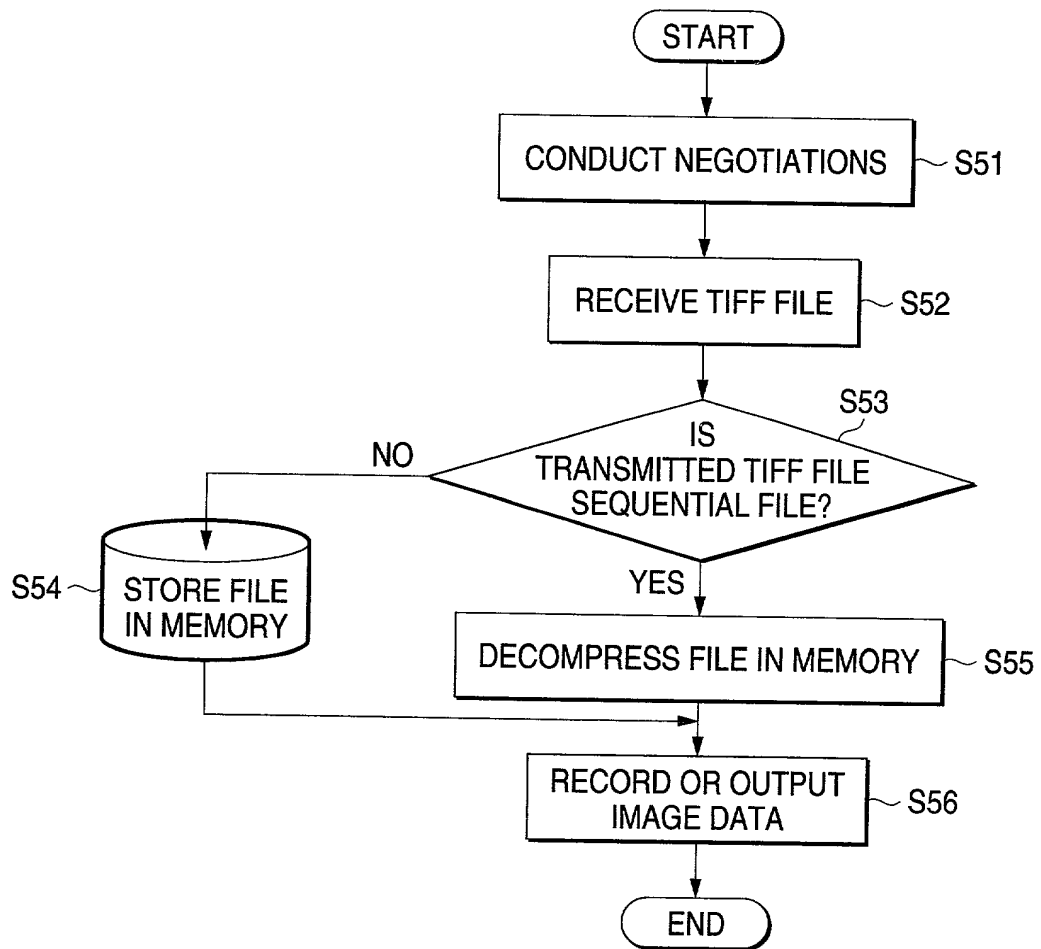 START
CONDUCT NEGOTIATIONS
S51
RECEIVE TIFF FILE
S52
S53
IS
TRANSMITTED TIFF FILE
SEQUENTIAL FILE?
NO
YES
S54
STORE FILE
IN MEMORY
DECOMPRESS FILE IN MEMORY
S55
RECORD OR OUTPUT
IMAGE DATA
S56
END